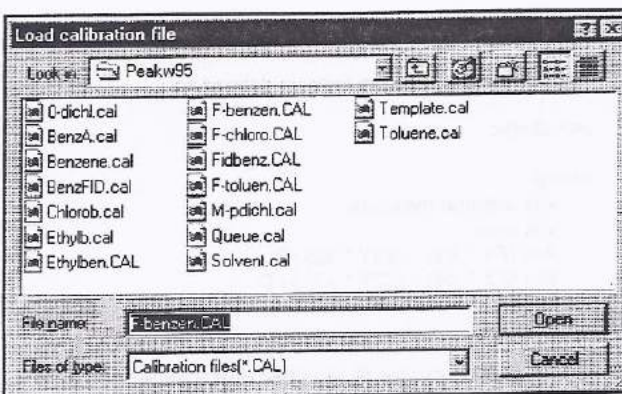 Load calibration file
Look in: Peakw95
0-dichl.cal
BenzA.cal
Benzene.cal
BenzFID.cal
Chlorob.cal
Ethylb.cal
Ethylben.CAL
F-benzen.CAL
F-chloro.CAL
Fidbenz.CAL
F-toluen.CAL
M-pdichl.cal
Queue.cal
Solvent.cal
Template.cal
Toluene.cal
File name: F-benzen.CAL Open
Files of type: Calibration files(*.CAL) Cancel